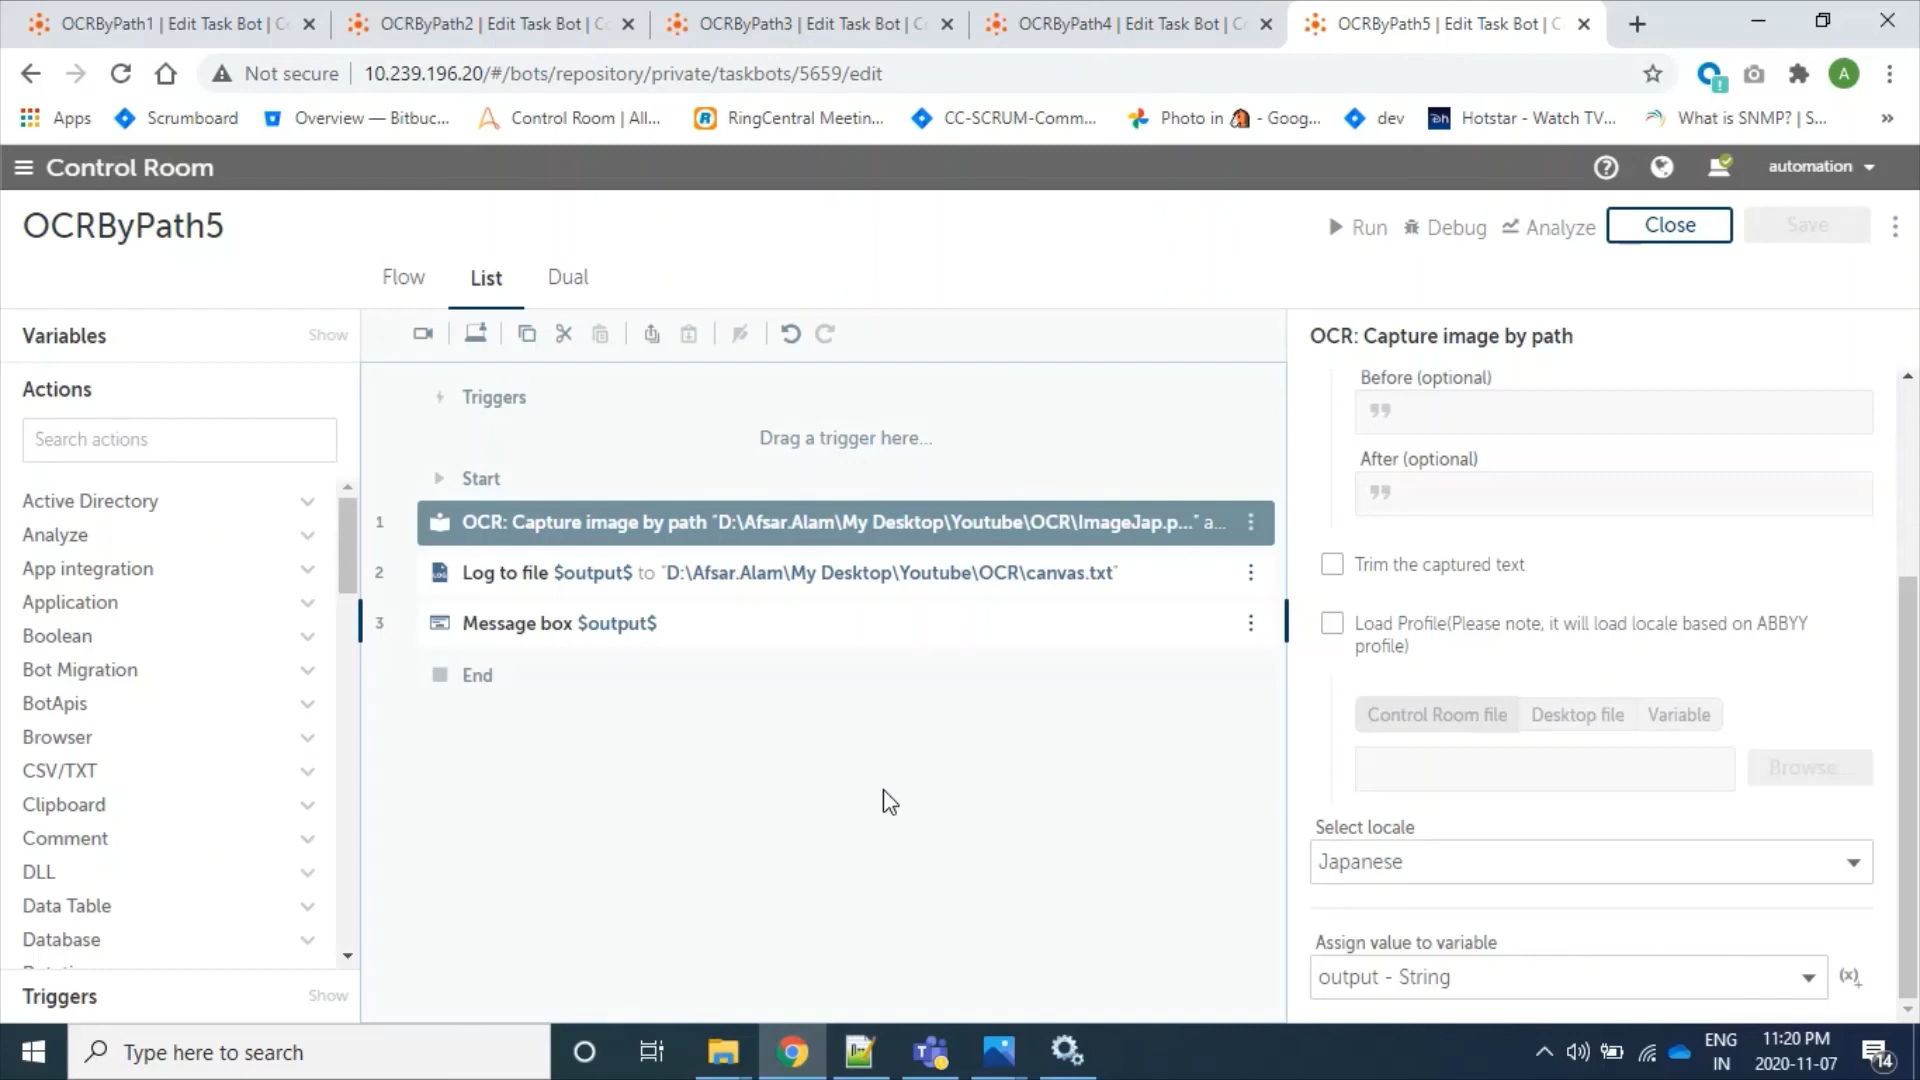 OCRByPath1 | Edit Task Bot | C
OCRByPath2 | Edit Task Bot | Co
OCRByPath3 | Edit Task Bot | C
OCRByPath4 | Edit Task Bot | C
OCRByPath5 | Edit Task Bot | C
Not secure
10.239.196.20/#/bots/repository/private/taskbots/5659/edit
A
Apps
Scrumboard
Overview — Bitbuc...
Control Room | All...
RingCentral Meetin...
CC-SCRUM-Comm...
Photo in - Goog...
dev
Hotstar - Watch TV...
What is SNMP? | S...
»
Control Room
automation
OCRByPath5
Run
Debug
Analyze
Close
Save
Flow
List
Dual
Variables
Show
Actions
Search actions
Active Directory
Analyze
App integration
Application
Boolean
Bot Migration
BotApis
Browser
CSV/TXT
Clipboard
Comment
DLL
Data Table
Database
Triggers
Show
Triggers
Drag a trigger here...
Start
1 OCR: Capture image by path "D:\Afsar.Alam\My Desktop\Youtube\OCR\ImageJap.p..." a...
2 Log to file $output$ to "D:\Afsar.Alam\My Desktop\Youtube\OCR\canvas.txt"
3 Message box $output$
End
OCR: Capture image by path
Before (optional)
After (optional)
Trim the captured text
Load Profile(Please note, it will load locale based on ABBYY
profile)
Control Room file
Desktop file
Variable
Browse...
Select locale
Japanese
Assign value to variable
output - String
(x)+
Type here to search
ENG
IN
11:20 PM
2020-11-07
14